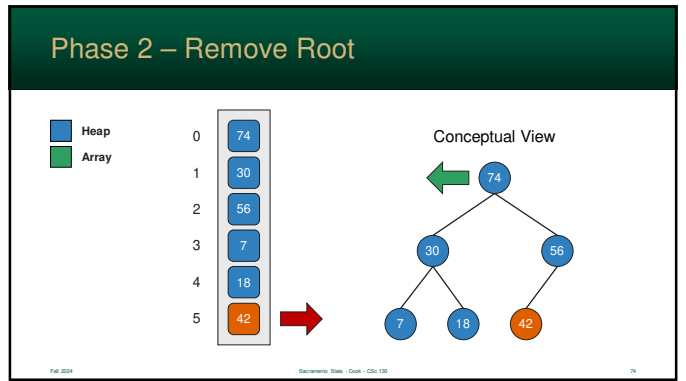 Phase 2 – Remove Root
Heap
Array
0 74
1 30
2 56
3 7
4 18
5 42
Conceptual View
74
30 56
7 18 42
Fall 2024 Sacramento State - Cook - CSc 130 74